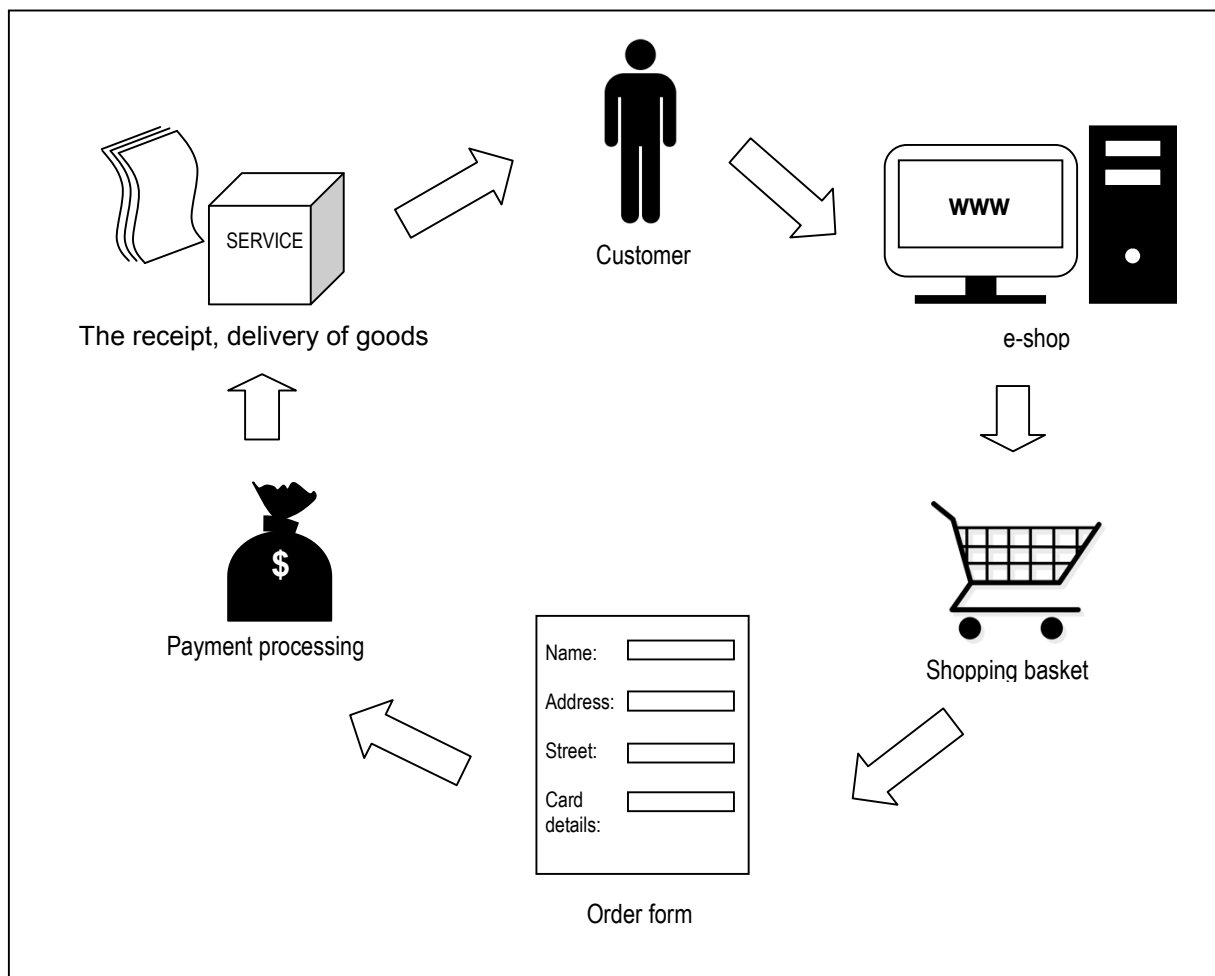 Customer
WWW
e-shop
SERVICE
The receipt, delivery of goods
$
Payment processing
Shopping basket
Name:
Address:
Street:
Card
details:
Order form